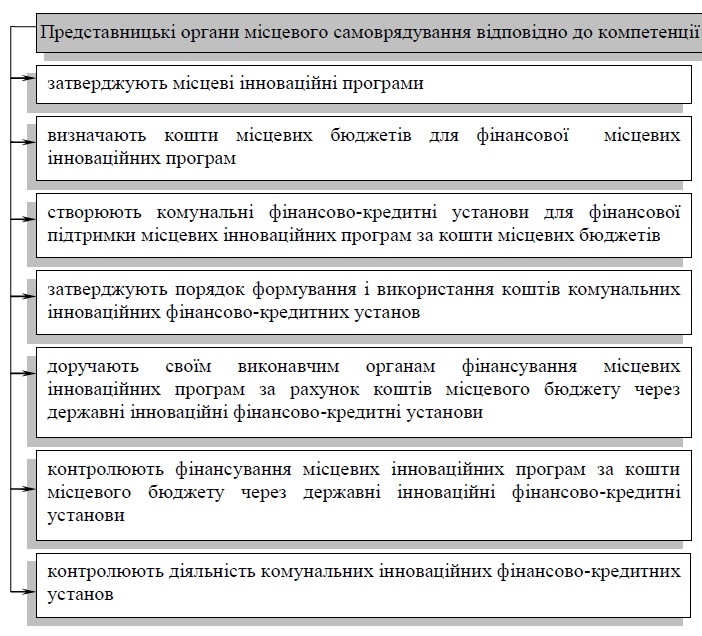 Представницькі органи місцевого самоврядування відповідно до компетенції
затверджують місцеві інноваційні програми
визначають кошти місцевих бюджетів для фінансової місцевих
інноваційних програм
створюють комунальні фінансово-кредитні установи для фінансової
підтримки місцевих інноваційних програм за кошти місцевих бюджетів
затверджують порядок формування і використання коштів комунальних
інноваційних фінансово-кредитних установ
доручають своїм виконавчим органам фінансування місцевих
інноваційних програм за рахунок коштів місцевого бюджету через
державні інноваційні фінансово-кредитні установи
контролюють фінансування місцевих інноваційних програм за кошти
місцевого бюджету через державні інноваційні фінансово-кредитні
установи
контролюють діяльність комунальних інноваційних фінансово-кредитних
установ